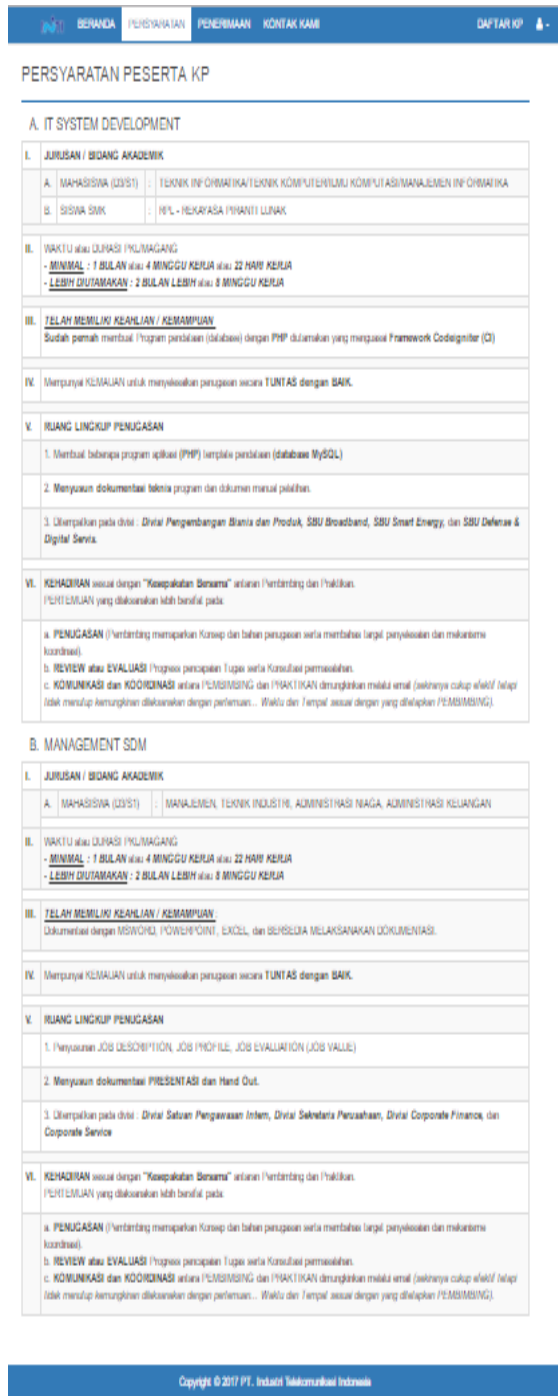 BERANDA PERSYARATAN PENERIMAAN KONTAK KAMI DAFTAR KP
PERSYARATAN PESERTA KP
A. IT SYSTEM DEVELOPMENT
I. JURUSAN / BIDANG AKADEMIK
A. MAHASISWA (D3/S1) : TEKNIK INFORMATIKA/TEKNIK KOMPUTER/ILMU KOMPUTASI/MANAJEMEN INFORMATIKA
B. SISWA SMK : RPL - REKAYASA PIRANTI LUNAK
II. WAKTU atau DURASI PKL/MAGANG
- MINIMAL : 1 BULAN atau 4 MINGGU KERJA atau 22 HARI KERJA
- LEBIH DIUTAMAKAN : 2 BULAN LEBIH atau 8 MINGGU KERJA
III. TELAH MEMILIKI KEAHLIAN / KEMAMPUAN
Sudah pernah membuat Program pendataan (database) dengan PHP diutamakan yang menguasai Framework Codeigniter (CI)
IV. Mempunyai KEMAUAN untuk menyelesaikan penugasan secara TUNTAS dengan BAIK.
V. RUANG LINGKUP PENUGASAN
1. Membuat beberapa program aplikasi (PHP) template pendataan (database MySQL)
2. Menyusun dokumentasi teknis program dan dokumen manual pelatihan.
3. Ditempatkan pada divisi : Divisi Pengembangan Bisnis dan Produk, SBU Broadband, SBU Smart Energy, dan SBU Defense &
Digital Servis.
VI. KEHADIRAN sesuai dengan "Kesepakatan Bersama" antaran Pembimbing dan Praktikan.
PERTEMUAN yang dilaksanakan lebih bersifat pada:
a. PENUGASAN (Pembimbing memaparkan Konsep dan bahan penugasan serta membahas target penyelesaian dan mekanisme
koordinasi).
b. REVIEW atau EVALUASI Progress pencapaian Tugas serta Konsultasi permasalahan.
c. KOMUNIKASI dan KOORDINASI antara PEMBIMBING dan PRAKTIKAN dimungkinkan melalui email (sekiranya cukup efektif tetapi
tidak menutup kemungkinan dilaksanakan dengan pertemuan... Waktu dan Tempat sesuai dengan yang ditetapkan PEMBIMBING).
B. MANAGEMENT SDM
I. JURUSAN / BIDANG AKADEMIK
A. MAHASISWA (D3/S1) : MANAJEMEN, TEKNIK INDUSTRI, ADMINISTRASI NIAGA, ADMINISTRASI KEUANGAN
II. WAKTU atau DURASI PKL/MAGANG
- MINIMAL : 1 BULAN atau 4 MINGGU KERJA atau 22 HARI KERJA
- LEBIH DIUTAMAKAN : 2 BULAN LEBIH atau 8 MINGGU KERJA
III. TELAH MEMILIKI KEAHLIAN / KEMAMPUAN :
Dokumentasi dengan MSWORD, POWERPOINT, EXCEL, dan BERSEDIA MELAKSANAKAN DOKUMENTASI.
IV. Mempunyai KEMAUAN untuk menyelesaikan penugasan secara TUNTAS dengan BAIK.
V. RUANG LINGKUP PENUGASAN
1. Penyusunan JOB DESCRIPTION, JOB PROFILE, JOB EVALUATION (JOB VALUE)
2. Menyusun dokumentasi PRESENTASI dan Hand Out.
3. Ditempatkan pada divisi : Divisi Satuan Pengawasan Intern, Divisi Sekretaris Perusahaan, Divisi Corporate Finance, dan
Corporate Service
VI. KEHADIRAN sesuai dengan "Kesepakatan Bersama" antaran Pembimbing dan Praktikan.
PERTEMUAN yang dilaksanakan lebih bersifat pada:
a. PENUGASAN (Pembimbing memaparkan Konsep dan bahan penugasan serta membahas target penyelesaian dan mekanisme
koordinasi).
b. REVIEW atau EVALUASI Progress pencapaian Tugas serta Konsultasi permasalahan.
c. KOMUNIKASI dan KOORDINASI antara PEMBIMBING dan PRAKTIKAN dimungkinkan melalui email (sekiranya cukup efektif tetapi
tidak menutup kemungkinan dilaksanakan dengan pertemuan... Waktu dan Tempat sesuai dengan yang ditetapkan PEMBIMBING).
Copyright © 2017 PT. Industri Telekomunikasi Indonesia